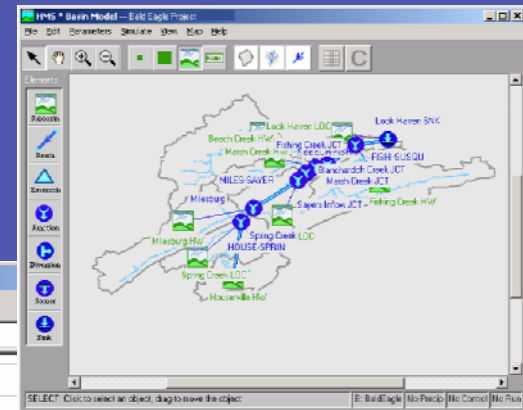 HMS * Basin Model -- Bald Eagle Project
File Edit Parameters Simulate View Map Help
Elements
Subbasin
Reach
Reservoir
Junction
Diversion
Source
Sink
Lock Haven SNK
Lock Haven LOC
Beech Creek HW
Fishing Creek JCT
Marsh Creek HW
FISH-SUSQU
Blanchard
JCT
MILES-SAYER
Marsh Creek JCT
Milesburg
Sayers Inflow JCT
Fishing Creek HW
Spring Creek LOC
Milesburg HW
HOUSE-SPRIN
Spring Creek LOC
Houserville HW
SELECT: Click to select an object, drag to move the object
B: BaldEagle No Precip No Control No Run